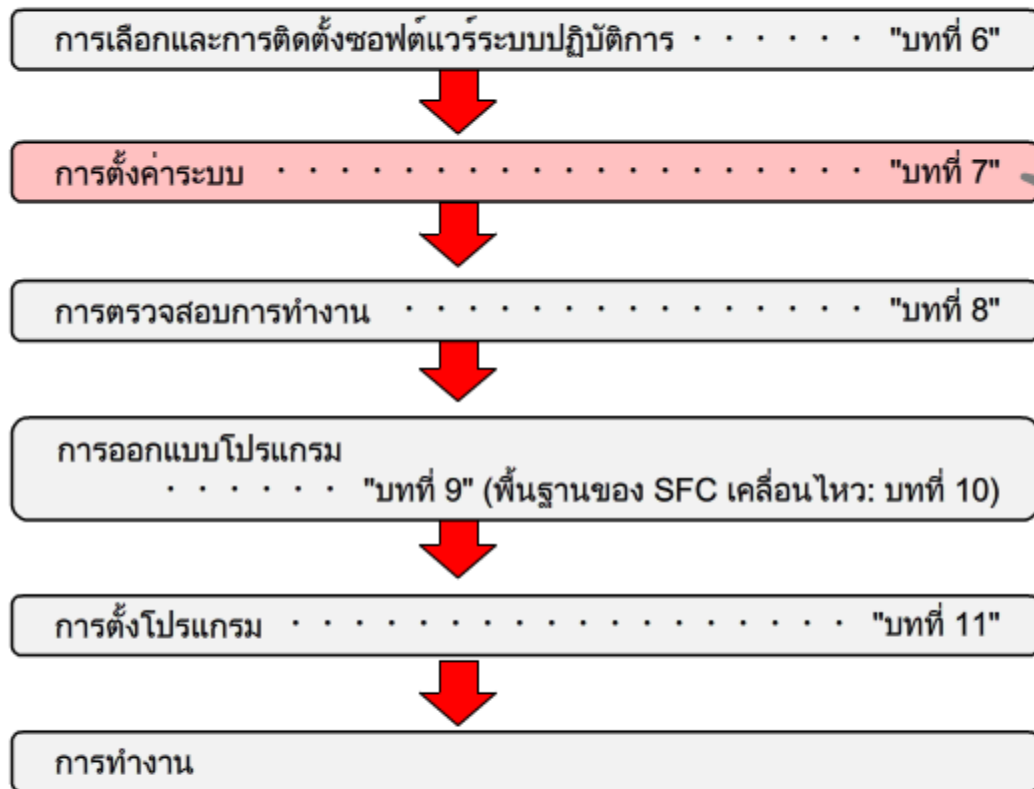 การเลือกและการติดตั้งซอฟต์แวร์ระบบปฏิบัติการ · · · · · · "บทที่ 6"
การตั้งค่าระบบ · · · · · · · · · · · · · · · · · · · "บทที่ 7"
การตรวจสอบการทำงาน · · · · · · · · · · · · · · · "บทที่ 8"
การออกแบบโปรแกรม
· · · · · · "บทที่ 9" (พื้นฐานของ SFC เคลื่อนไหว: บทที่ 10)
การตั้งโปรแกรม · · · · · · · · · · · · · · · · · · "บทที่ 11"
การทำงาน